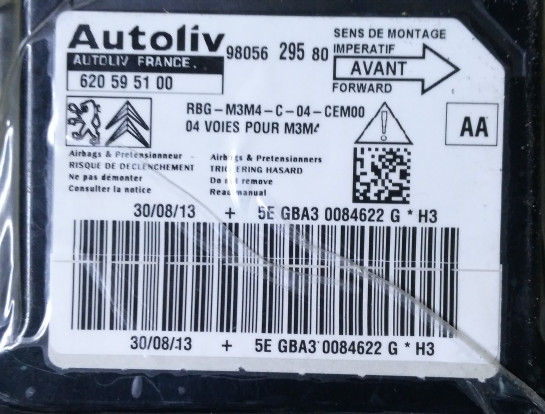 Autoliv
AUTOLIV FRANCE
620 59 51 00
98056 295 80
SENS DE MONTAGE
IMPERATIF
AVANT
FORWARD
RBG-M3M4-C-04-CEM00
04 VOIES POUR M3M4
AA
Airbags & Pretensionneur
RISQUE DE DECLENCHEMENT
Ne pas démonter
Consulter la notice
Airbags & Pretensionners
TRIGGERING HASARD
Do not remove
Read manual
30/08/13 + 5E GBA3 0084622 G * H3
30/08/13 + 5E GBA3 0084622 G * H3